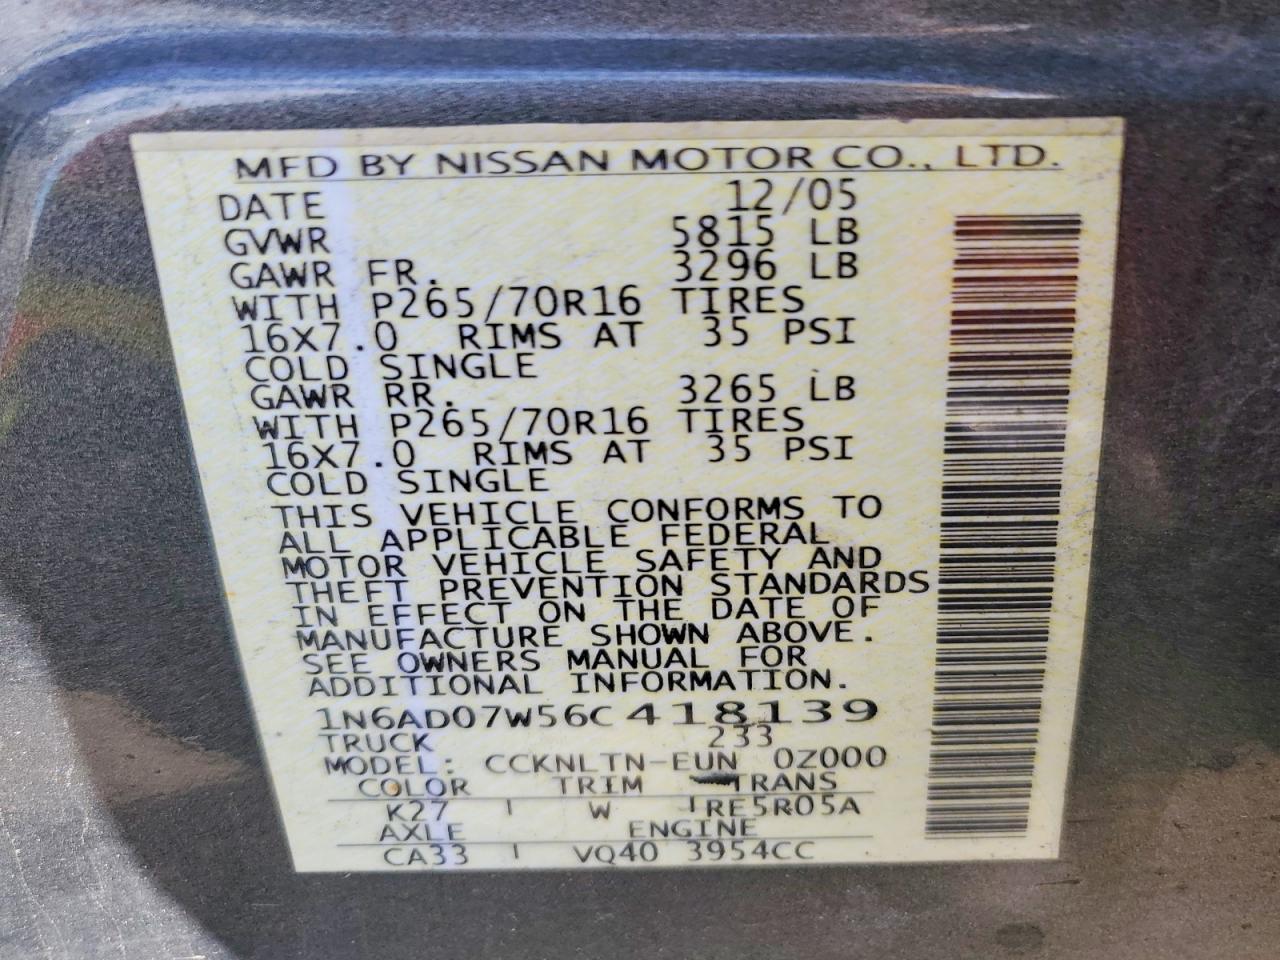 MFD BY NISSAN MOTOR CO., LTD.
DATE 12/05
GVWR 5815 LB
GAWR FR. 3296 LB
WITH P265/70R16 TIRES
16X7.0 RIMS AT 35 PSI
COLD SINGLE
GAWR RR. 3265 LB
WITH P265/70R16 TIRES
16X7.0 RIMS AT 35 PSI
COLD SINGLE
THIS VEHICLE CONFORMS TO
ALL APPLICABLE FEDERAL
MOTOR VEHICLE SAFETY AND
THEFT PREVENTION STANDARDS
IN EFFECT ON THE DATE OF
MANUFACTURE SHOWN ABOVE.
SEE OWNERS MANUAL FOR
ADDITIONAL INFORMATION.
1N6AD07W56C418139
TRUCK 233
MODEL: CCKNLTN-EUN 0Z000
COLOR TRIM TRANS
K27 W RE5R05A
AXLE ENGINE
CA33 VQ40 3954CC